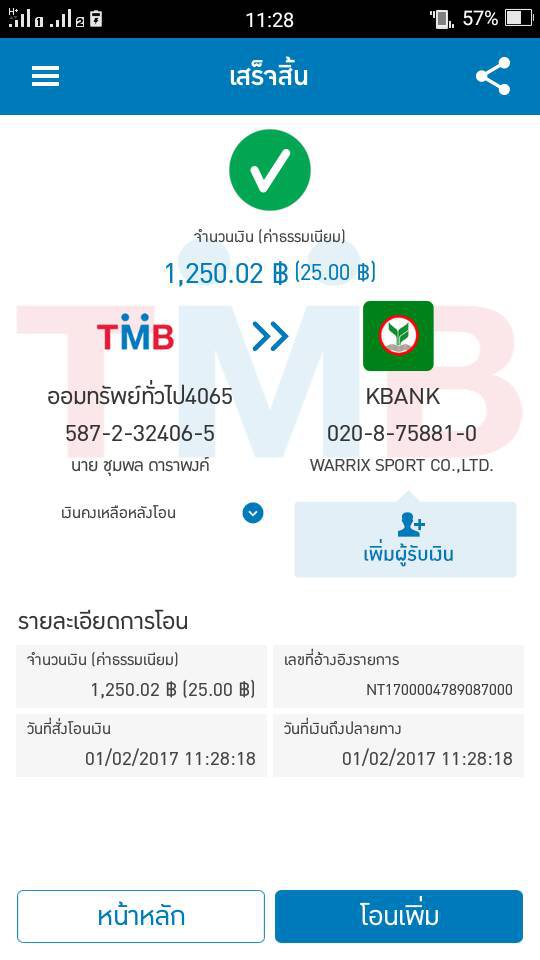 11:28
57%
เสร็จสิ้น
จำนวนเงิน (ค่าธรรมเนียม)
1,250.02 ฿ (25.00 ฿)
TMB
ออมทรัพย์ทั่วไป4065
587-2-32406-5
นาย ชุมพล ดาราพงค์
KBANK
020-8-75881-0
WARRIX SPORT CO.,LTD.
เงินคงเหลือหลังโอน
เพิ่มผู้รับเงิน
รายละเอียดการโอน
จำนวนเงิน (ค่าธรรมเนียม)
1,250.02 ฿ (25.00 ฿)
เลขที่อ้างอิงรายการ
NT1700004789087000
วันที่สั่งโอนเงิน
01/02/2017 11:28:18
วันที่เงินถึงปลายทาง
01/02/2017 11:28:18
หน้าหลัก
โอนเพิ่ม